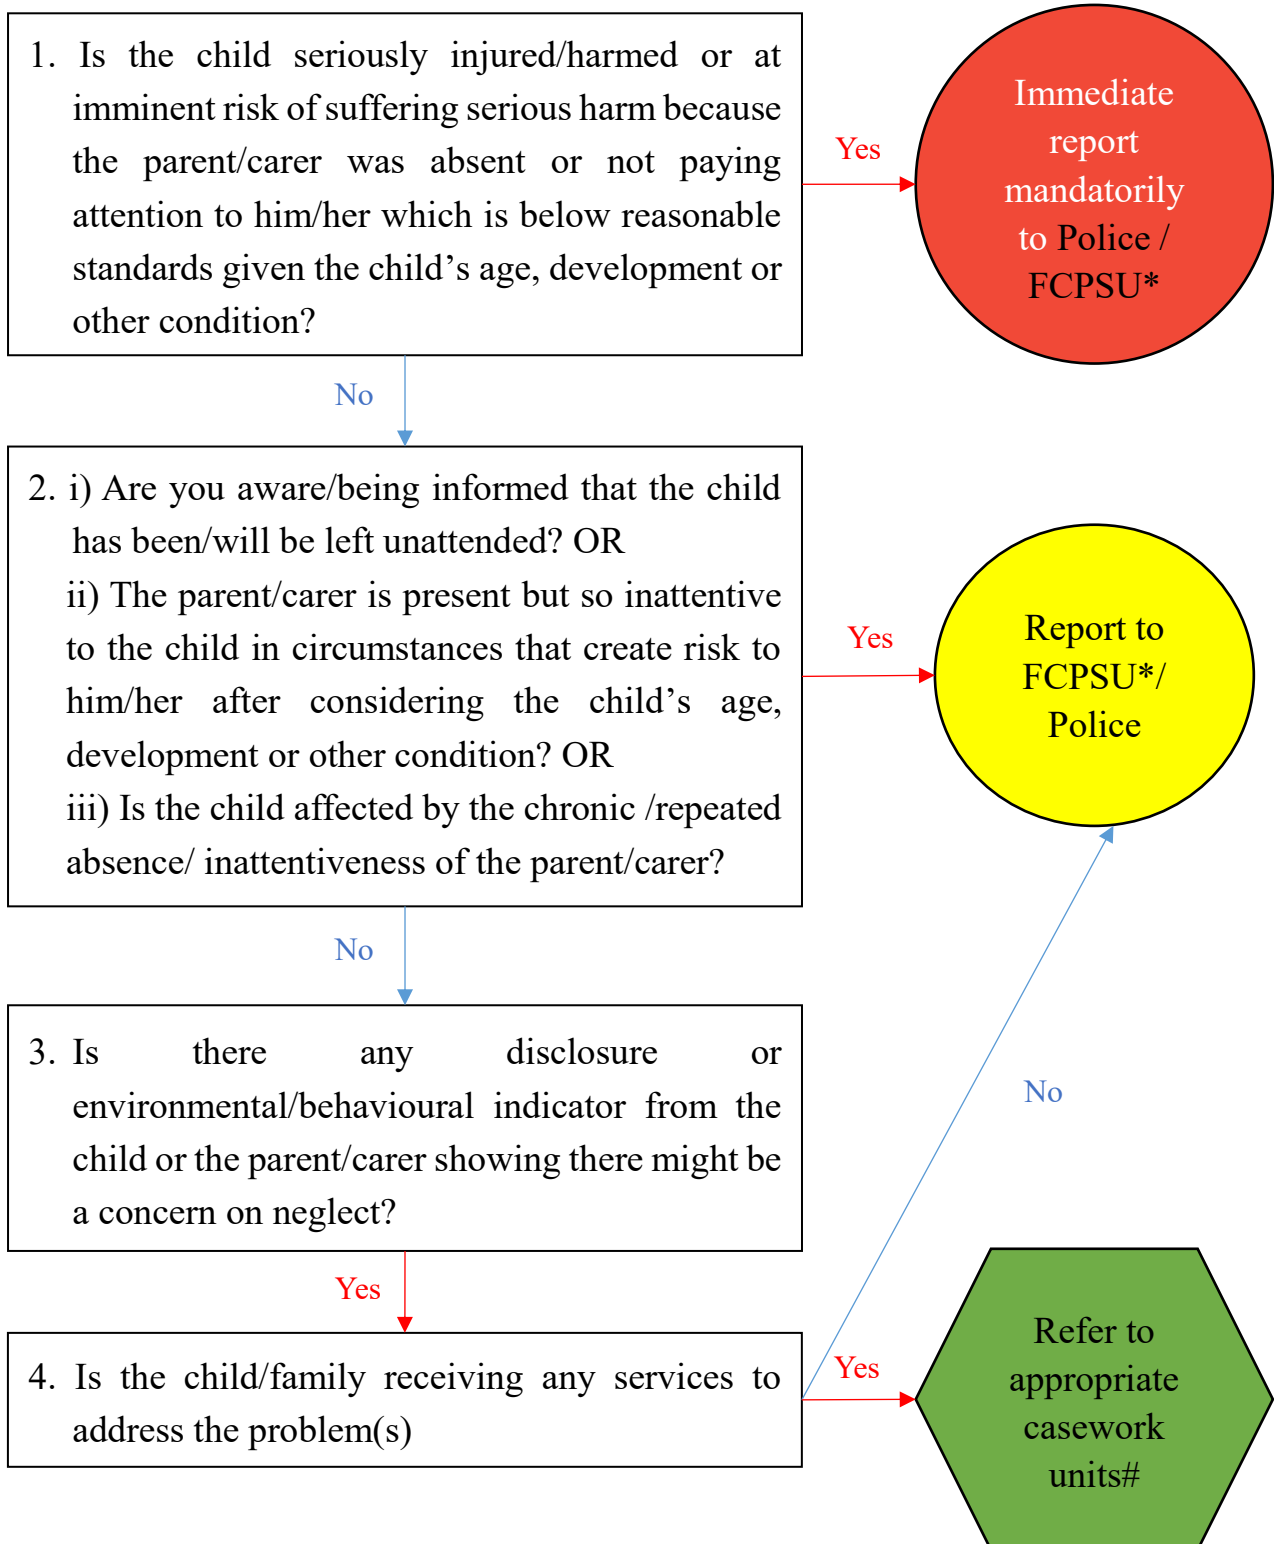 1. Is the child seriously injured/harmed or at
imminent risk of suffering serious harm because
the parent/carer was absent or not paying
attention to him/her which is below reasonable
standards given the child’s age, development or
other condition?
Yes
Immediate
report
mandatorily
to Police /
FCPSU*
No
2. i) Are you aware/being informed that the child
has been/will be left unattended? OR
ii) The parent/carer is present but so inattentive
to the child in circumstances that create risk to
him/her after considering the child’s age,
development or other condition? OR
iii) Is the child affected by the chronic /repeated
absence/ inattentiveness of the parent/carer?
Yes
Report to
FCPSU*/
Police
No
3. Is there any disclosure or
environmental/behavioural indicator from the
child or the parent/carer showing there might be
a concern on neglect?
No
Yes
4. Is the child/family receiving any services to
address the problem(s)
Yes
Refer to
appropriate
casework
units#